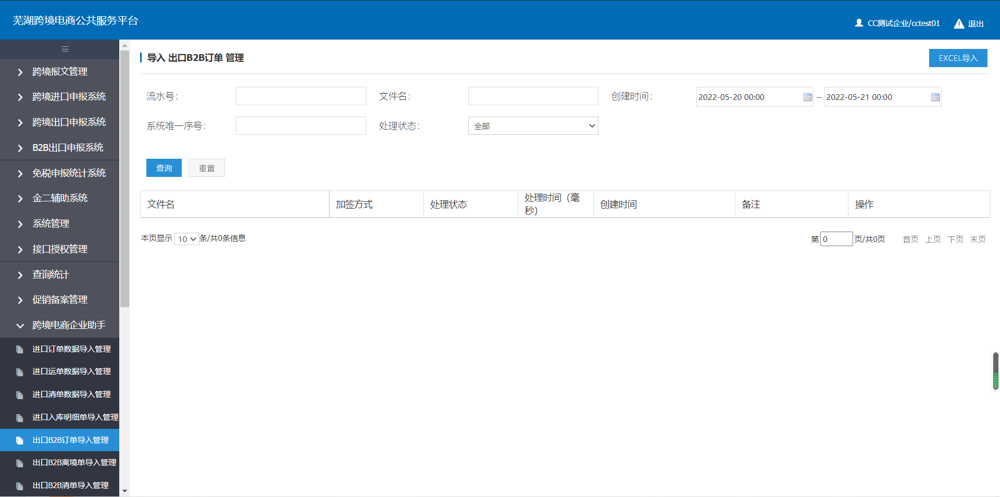 芜湖跨境电商公共服务平台
CC测试企业/cctest01
退出
跨境报文管理
跨境进口申报系统
跨境出口申报系统
B2B出口申报系统
免税申报统计系统
金二辅助系统
系统管理
接口授权管理
查询统计
促销备案管理
跨境电商企业助手
进口订单数据导入管理
进口运单数据导入管理
进口清单数据导入管理
进口入库明细单导入管理
出口B2B订单导入管理
出口B2B离境单导入管理
出口B2B清单导入管理
导入 出口B2B订单 管理
EXCEL导入
流水号：
文件名：
创建时间：
2022-05-20 00:00 -- 2022-05-21 00:00
系统唯一序号：
处理状态：
全部
查询
重置
文件名
加签方式
处理状态
处理时间（毫
秒）
创建时间
备注
操作
本页显示 10 条/共0条信息
第 0 页/共0页
首页 上页 下页 末页